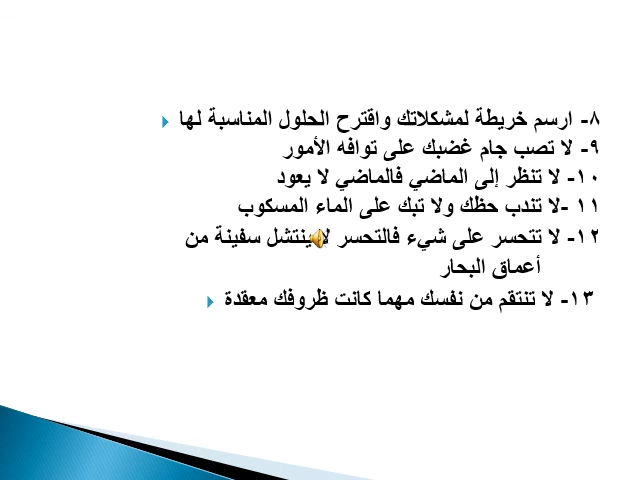 ٨- ارسم خريطة لمشكلاتك واقترح الحلول المناسبة لها
٩- لا تصب جام غضبك على توافه الأمور
١٠- لا تنظر إلى الماضي فالماضي لا يعود
١١ -لا تندب حظك ولا تبك على الماء المسكوب
١٢- لا تتحسر على شيء فالتحسر لا ينتشل سفينة من
أعماق البحار
١٣- لا تنتقم من نفسك مهما كانت ظروفك معقدة